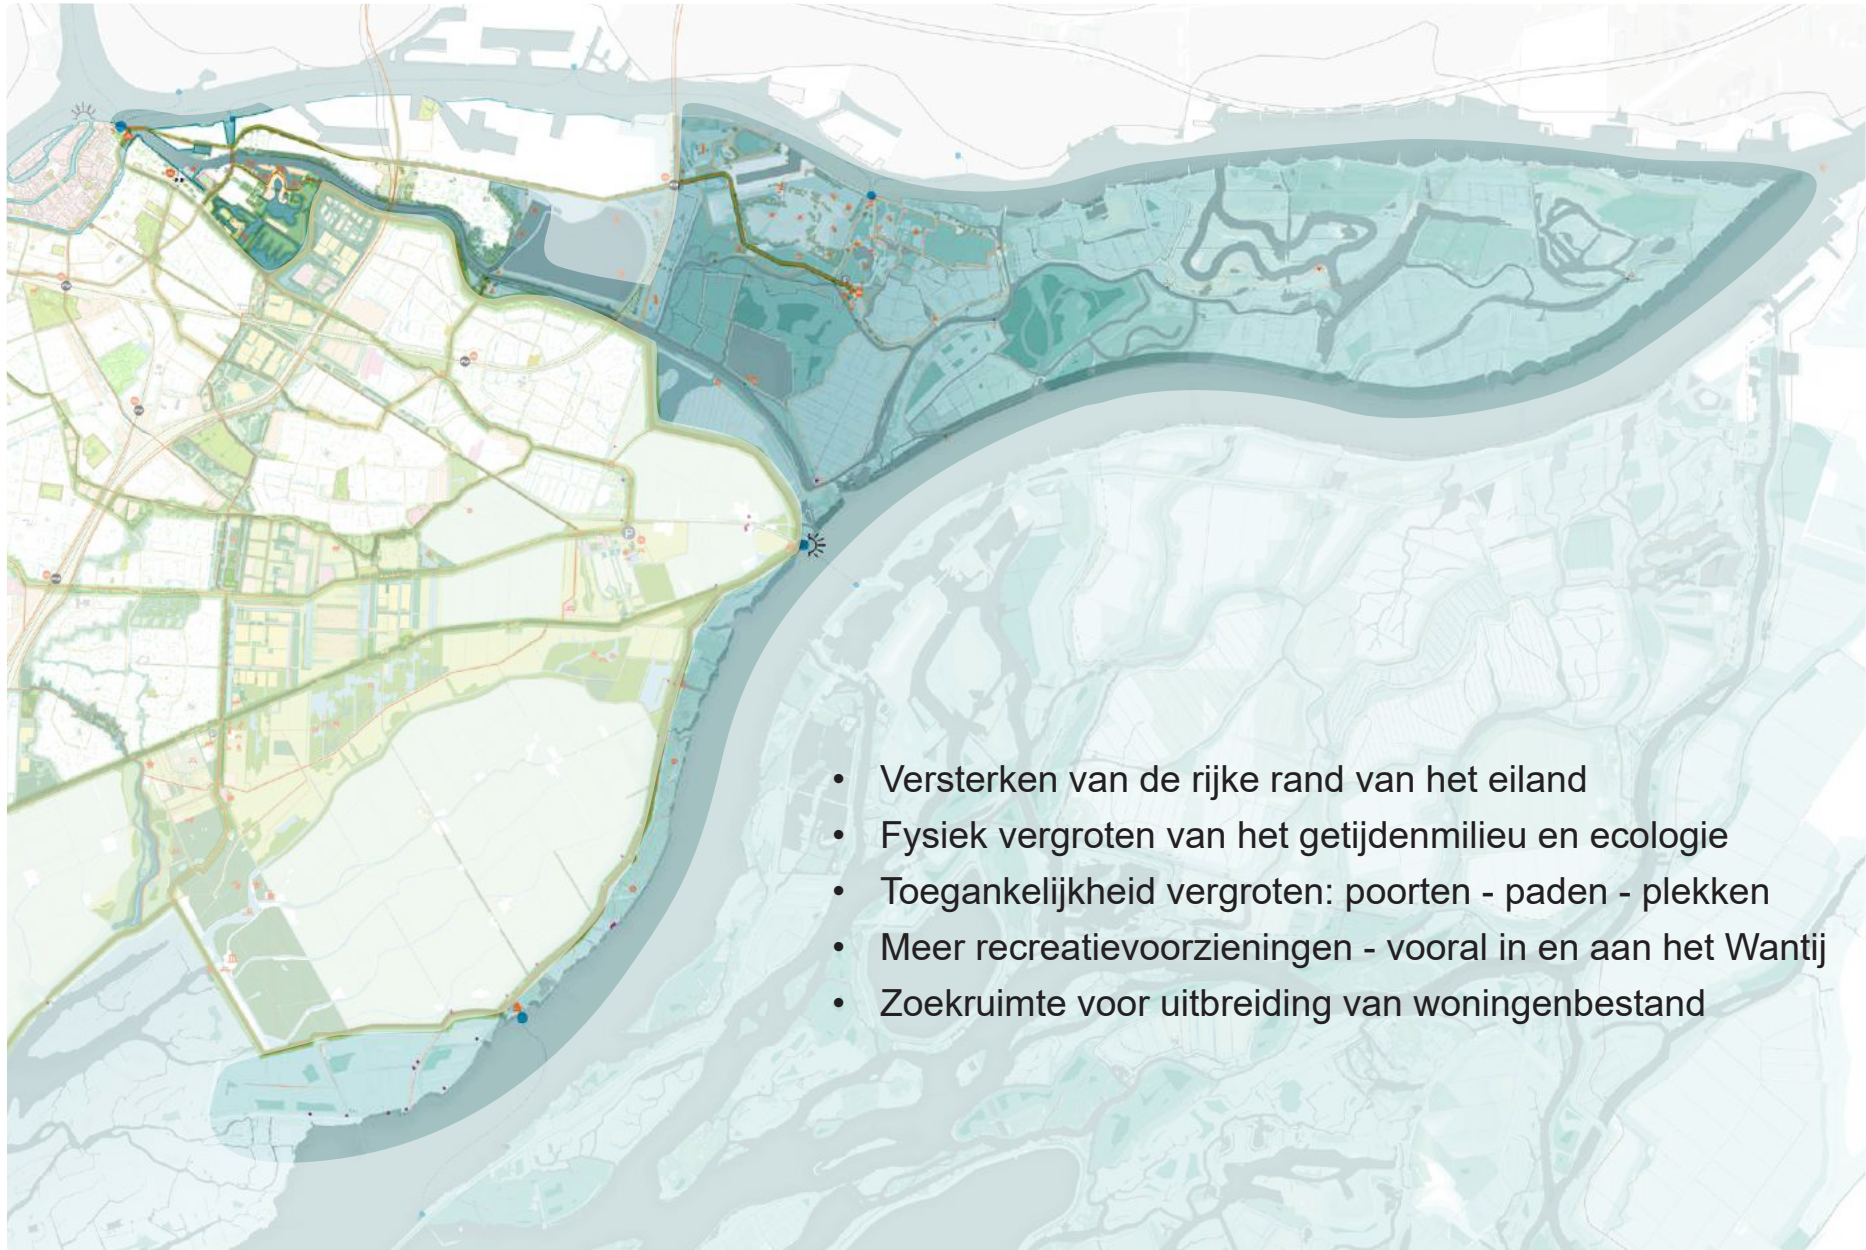 • Versterken van de rijke rand van het eiland
• Fysiek vergroten van het getijdenmilieu en ecologie
• Toegankelijkheid vergroten: poorten - paden - plekken
• Meer recreatievoorzieningen - vooral in en aan het Wantij
• Zoekruimte voor uitbreiding van woningenbestand